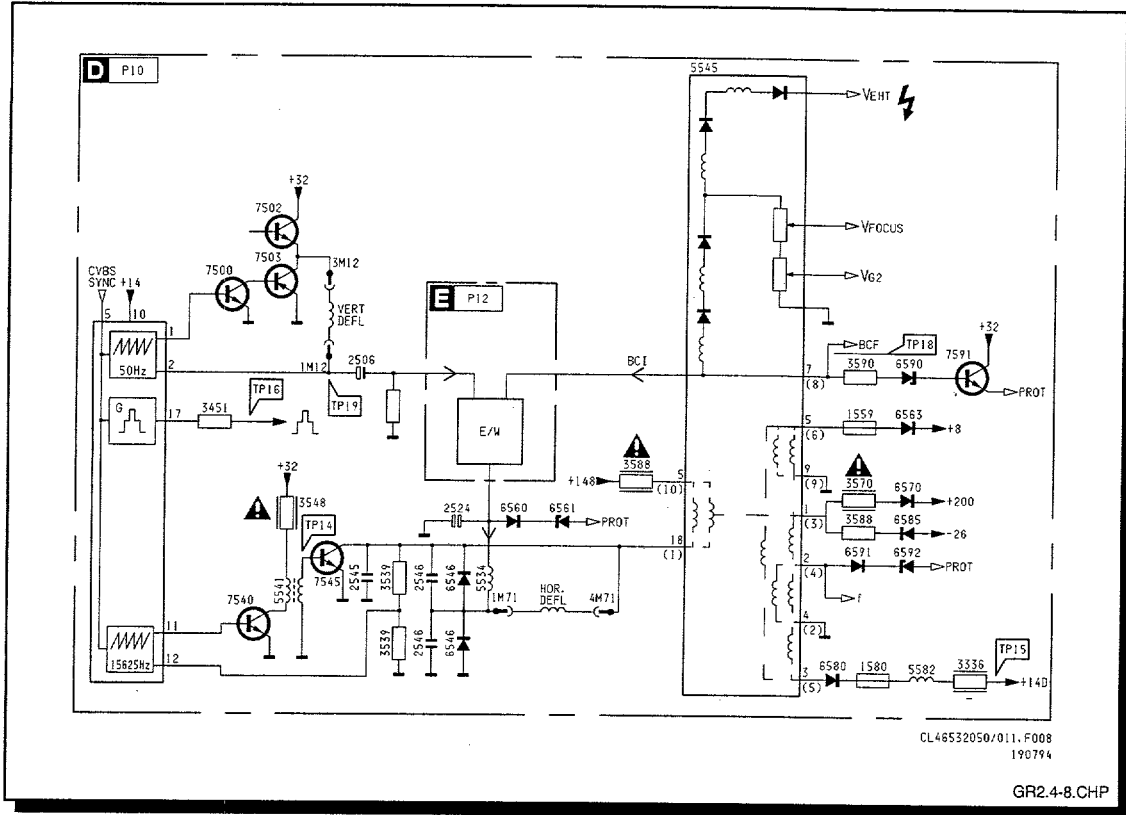 D P10
5545
VEHT
+32
7502
VFOCUS
7503
3M12
7500
CVBS
SYNC
+14
VG2
E P12
VERT
DEFL
5
10
1
50Hz
2
1M12
2506
BCI
BCF
TP18
+32
7591
3590
6590
7
(8)
PROT
TP16
TP19
G
17
3451
E/W
5
(6)
1559
6563
+8
+32
3588
+148
5
(10)
9
(9)
3570
6570
+200
3548
2524
6560
6561
PROT
1
(3)
3588
6585
-26
TP14
18
(1)
2
(4)
6591
6592
PROT
f
5541
7545
2545
3539
2546
6546
5534
HOR.
DEFL
1M71
4M71
7540
4
(2)
11
15625Hz
12
3539
2546
6546
3
(5)
6580
1580
5582
3336
TP15
+14D
CL46532050/011.F008
190794
GR2.4-8.CHP